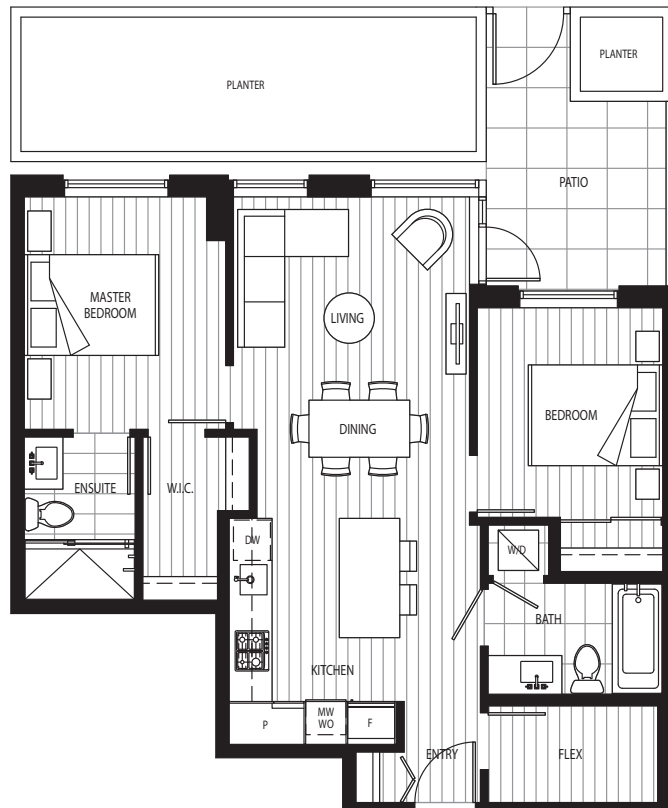 PLANTER
PLANTER
PATIO
MASTER
BEDROOM
LIVING
BEDROOM
DINING
ENSUITE
W.I.C.
DW
W/D
BATH
KITCHEN
P
MW
WO
F
ENTRY
FLEX